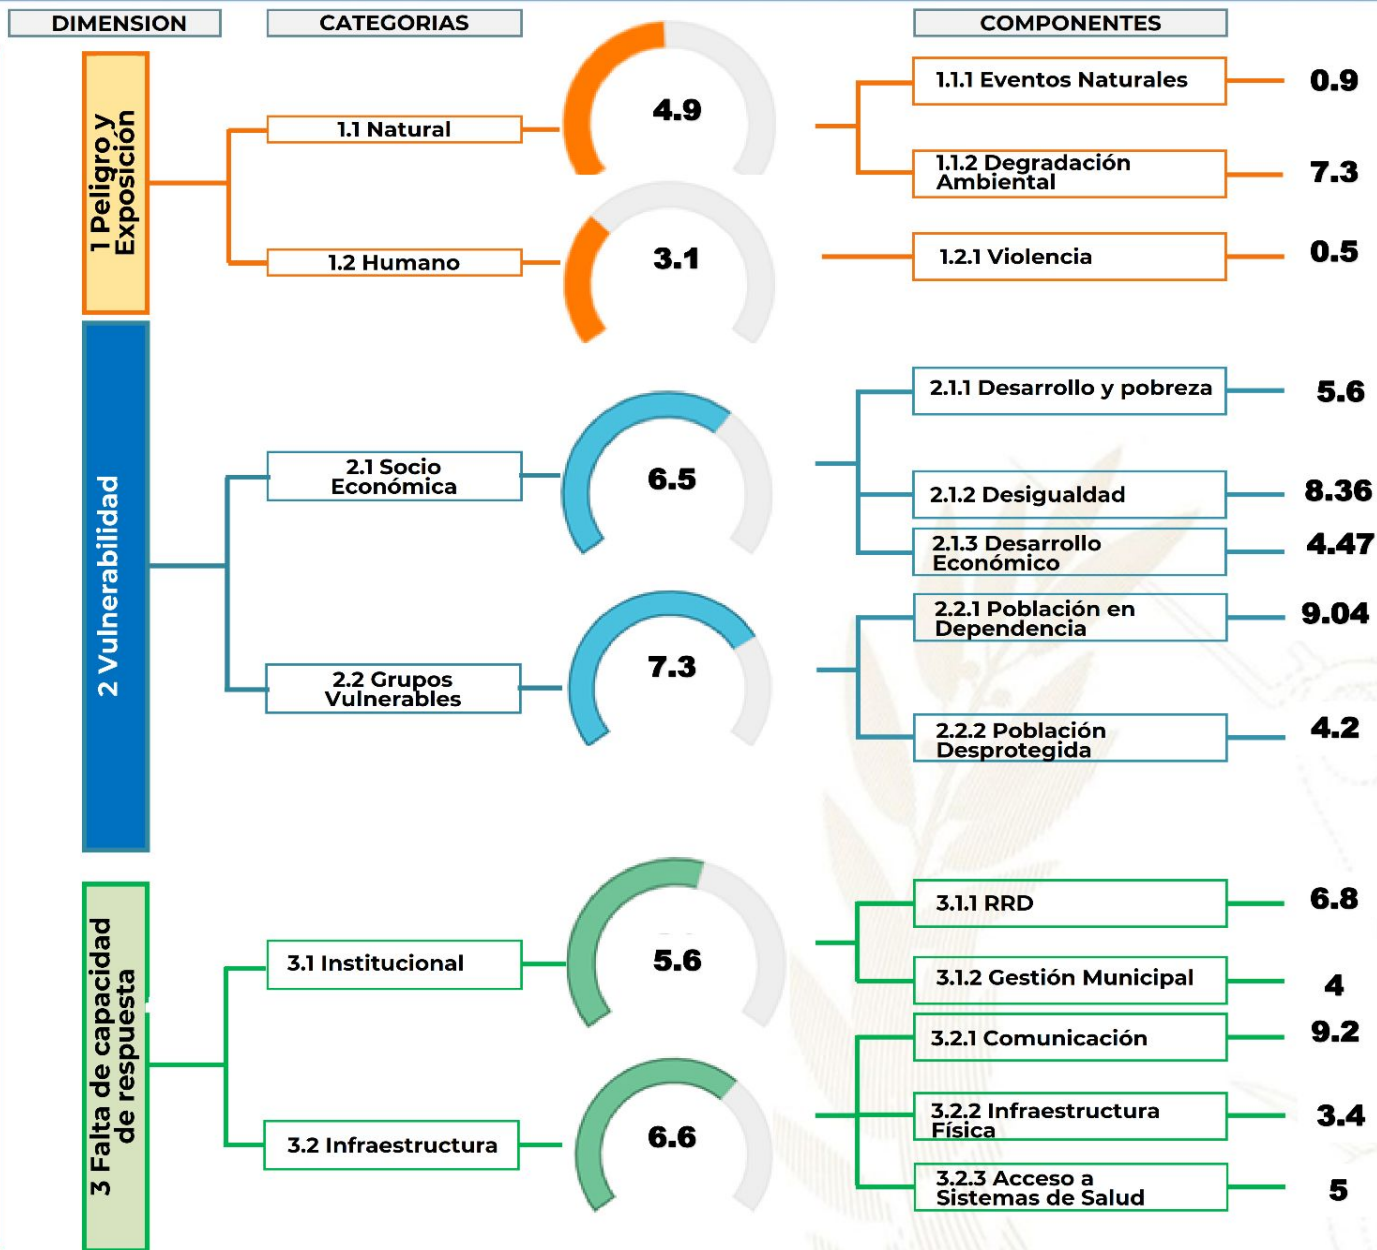 DIMENSION
CATEGORIAS
COMPONENTES
1 Peligro y
Exposición
1.1 Natural
4.9
1.1.1 Eventos Naturales
0.9
1.1.2 Degradación
Ambiental
7.3
1.2 Humano
3.1
1.2.1 Violencia
0.5
2 Vulnerabilidad
2.1 Socio
Económica
6.5
2.1.1 Desarrollo y pobreza
5.6
2.1.2 Desigualdad
8.36
2.1.3 Desarrollo
Económico
4.47
2.2 Grupos
Vulnerables
7.3
2.2.1 Población en
Dependencia
9.04
2.2.2 Población
Desprotegida
4.2
3 Falta de capacidad
de respuesta
3.1 Institucional
5.6
3.1.1 RRD
6.8
3.1.2 Gestión Municipal
4
3.2 Infraestructura
6.6
3.2.1 Comunicación
9.2
3.2.2 Infraestructura
Física
3.4
3.2.3 Acceso a
Sistemas de Salud
5